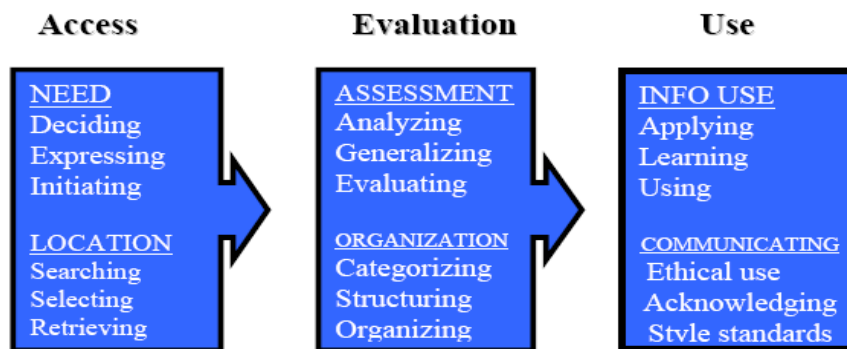 Access
NEED
Deciding
Expressing
Initiating
LOCATION
Searching
Selecting
Retrieving
Evaluation
ASSESSMENT
Analyzing
Generalizing
Evaluating
ORGANIZATION
Categorizing
Structuring
Organizing
Use
INFO USE
Applying
Learning
Using
COMMUNICATING
Ethical use
Acknowledging
Style standards